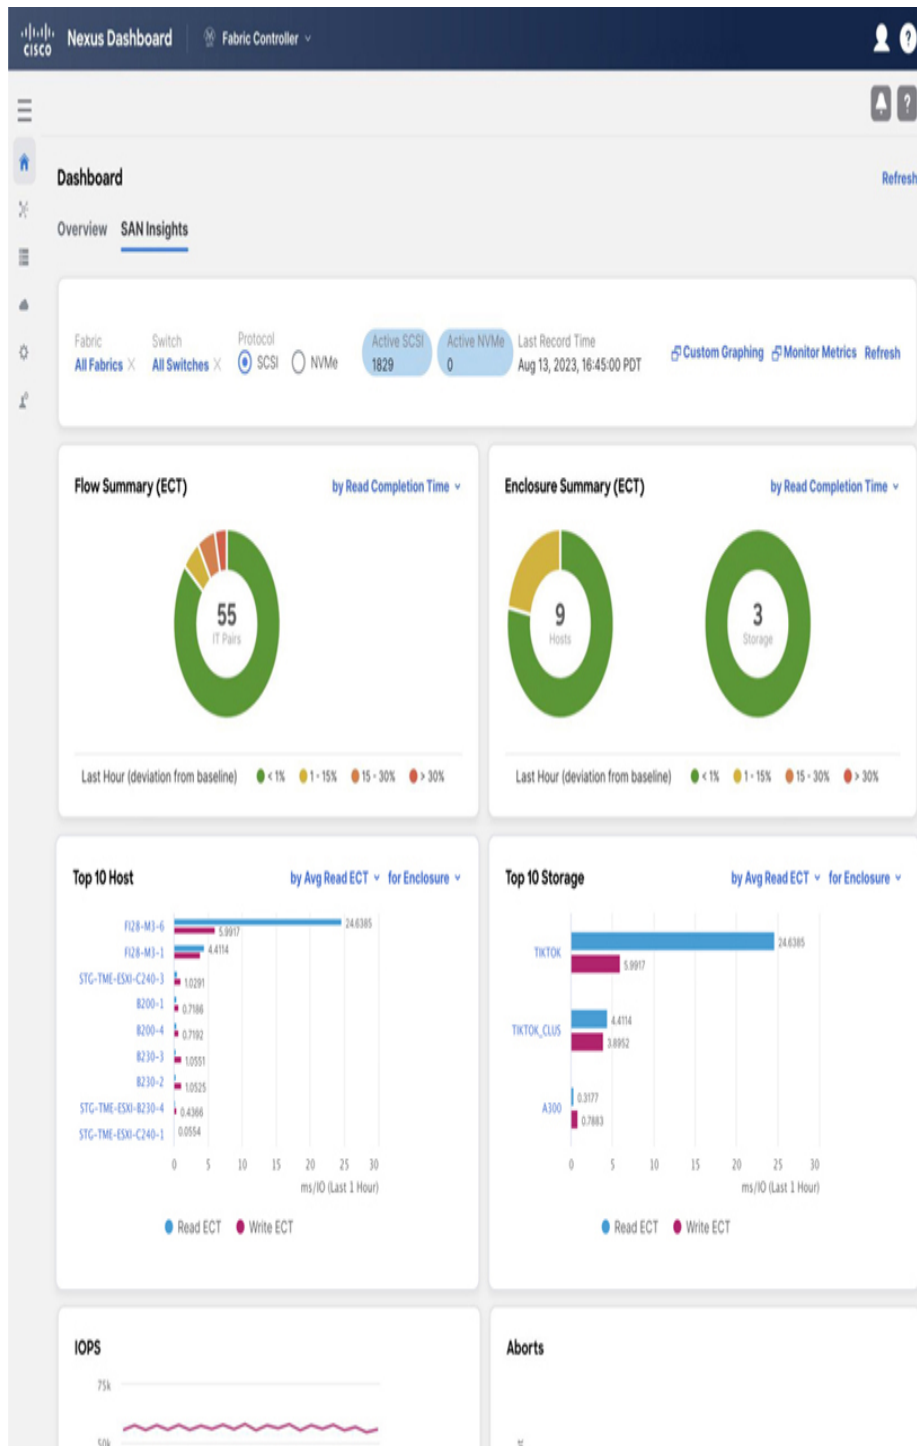 CISCO Nexus Dashboard Fabric Controller ?
?
Dashboard Refresh
Overview SAN Insights
Fabric Switch Protocol Active SCSI Active NVMe Last Record Time
All Fabrics × All Switches × SCSI NVMe 1829 0 Aug 13, 2023, 16:45:00 PDT Custom Graphing Monitor Metrics Refresh
Flow Summary (ECT) by Read Completion Time
55
IT Pairs
Last Hour (deviation from baseline) < 1% 1 - 15% 15 - 30% > 30%
Enclosure Summary (ECT) by Read Completion Time
9
Hosts
3
Storage
Last Hour (deviation from baseline) < 1% 1 - 15% 15 - 30% > 30%
Top 10 Host by Avg Read ECT for Enclosure
FI28-M3-6 24.6385
5.9917
FI28-M3-1 4.4114
STG-TME-ESXI-C240-3 1.0291
B200-1 0.7186
B200-4 0.7192
B230-3 1.0551
B230-2 1.0525
STG-TME-ESXI-B230-4 0.4366
STG-TME-ESXI-C240-1 0.0554
0 5 10 15 20 25 30
ms/IO (Last 1 Hour)
Read ECT Write ECT
Top 10 Storage by Avg Read ECT for Enclosure
TIKTOK 24.6385
5.9917
TIKTOK_CLUS 4.4114
3.8952
A300 0.3177
0.7883
0 5 10 15 20 25 30
ms/IO (Last 1 Hour)
Read ECT Write ECT
IOPS
75k
50k
Aborts